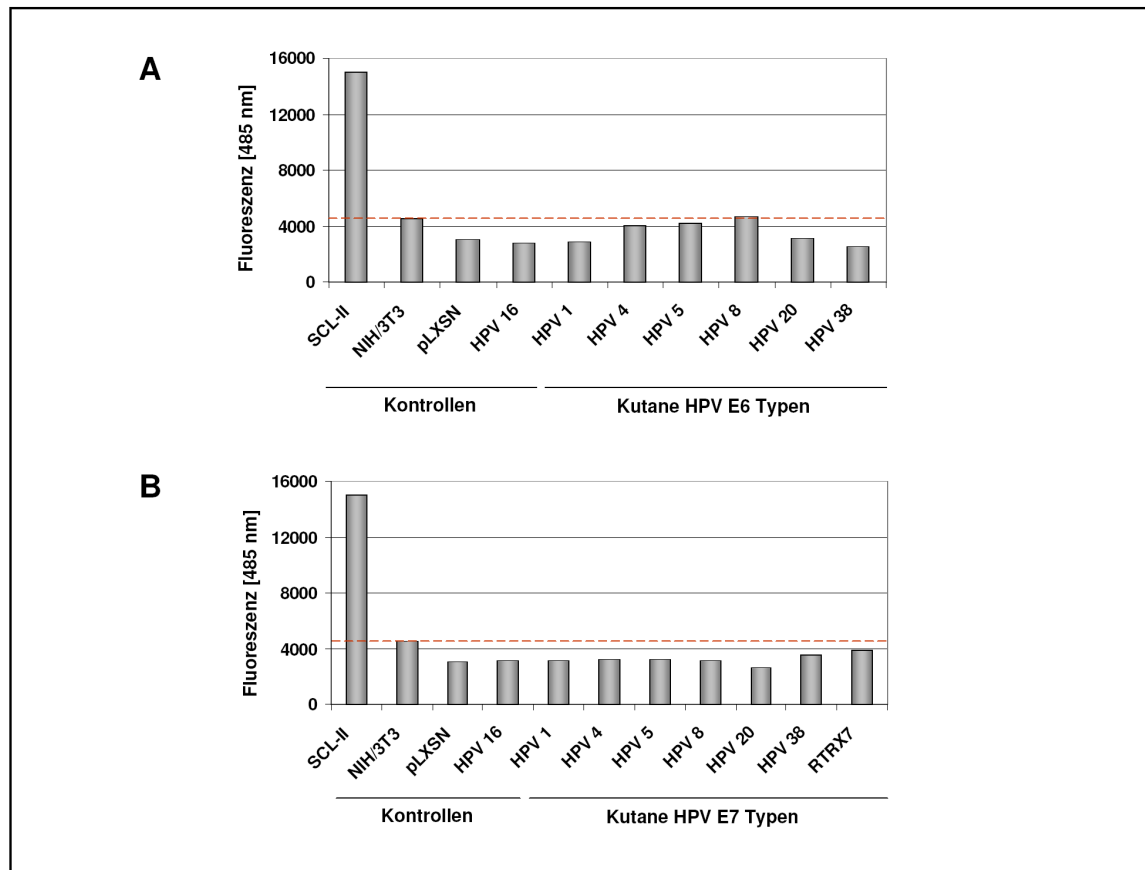 A
Fluoreszenz [485 nm]
16000
12000
8000
4000
0
SCL-II
NIH/3T3
pLXSN
HPV 16
HPV 1
HPV 4
HPV 5
HPV 8
HPV 20
HPV 38
Kontrollen
Kutane HPV E6 Typen
B
Fluoreszenz [485 nm]
16000
12000
8000
4000
0
SCL-II
NIH/3T3
pLXSN
HPV 16
HPV 1
HPV 4
HPV 5
HPV 8
HPV 20
HPV 38
RTRX7
Kontrollen
Kutane HPV E7 Typen